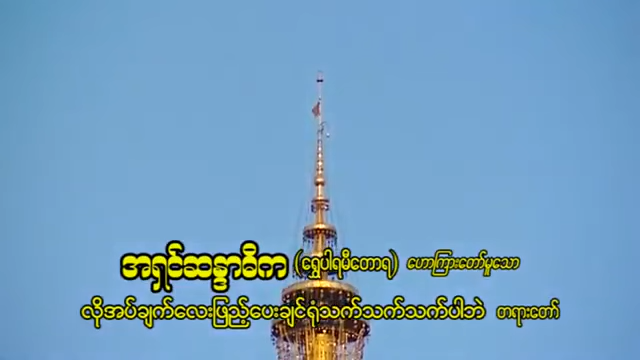 အရှင်ဆန္ဒာဓိက (ရွှေပါရမီတောရ) ဟောကြားတော်မူသော
လိုအပ်ချက်လေးဖြည့်ပေးချင်ရုံသက်သက်သက်ပါဘဲ တရားတော်